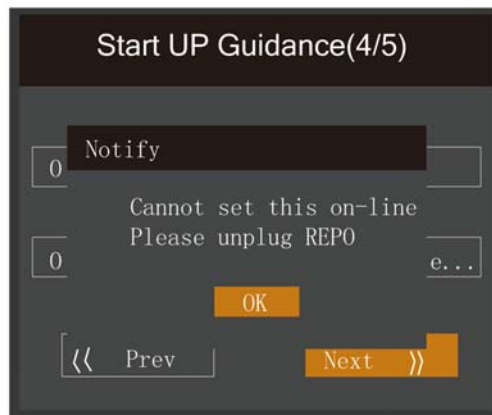 Start UP Guidance(4/5)
Notify
O
Cannot set this on-line
Please unplug REPO
O
e...
OK
⟪ Prev
Next ⟫